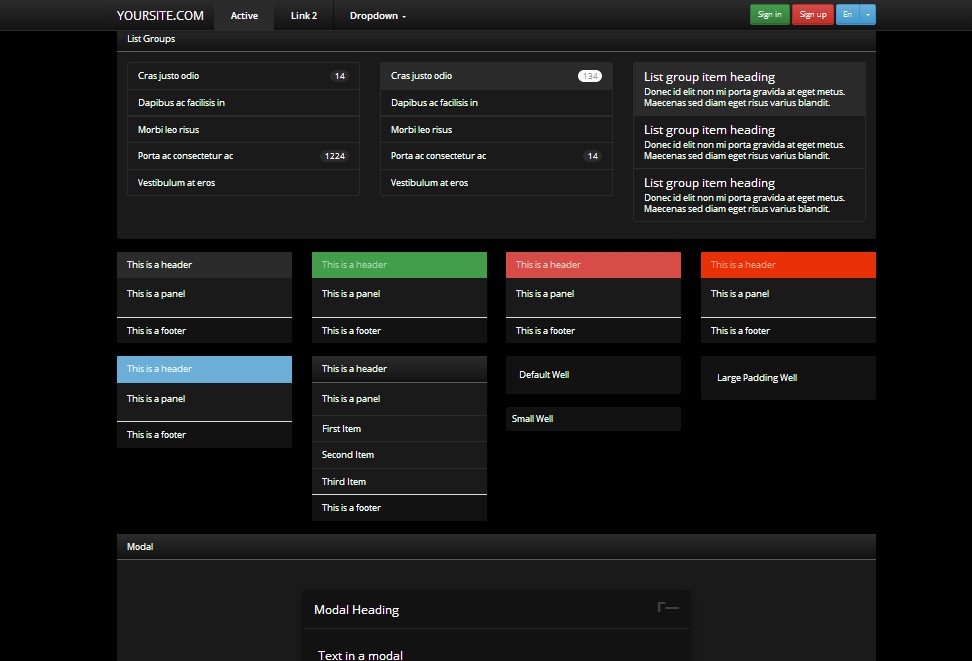 YOURSITE.COM Active Link 2 Dropdown Sign in Sign up En
List Groups
Cras justo odio 14
Dapibus ac facilisis in
Morbi leo risus
Porta ac consectetur ac 1224
Vestibulum at eros
Cras justo odio 134
Dapibus ac facilisis in
Morbi leo risus
Porta ac consectetur ac 14
Vestibulum at eros
List group item heading
Donec id elit non mi porta gravida at eget metus.
Maecenas sed diam eget risus varius blandit.
List group item heading
Donec id elit non mi porta gravida at eget metus.
Maecenas sed diam eget risus varius blandit.
List group item heading
Donec id elit non mi porta gravida at eget metus.
Maecenas sed diam eget risus varius blandit.
This is a header
This is a panel
This is a footer
This is a header
This is a panel
This is a footer
This is a header
This is a panel
This is a footer
This is a header
This is a panel
This is a footer
This is a header
This is a panel
This is a footer
This is a header
This is a panel
First Item
Second Item
Third Item
This is a footer
Default Well
Small Well
Large Padding Well
Modal
Modal Heading
Text in a modal